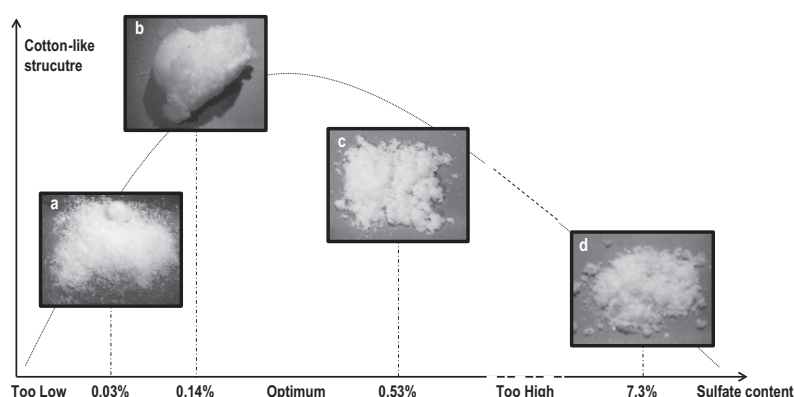 Cotton-like
strucutre
b
c
a
d
Too Low 0.03% 0.14% Optimum 0.53% Too High 7.3% Sulfate content